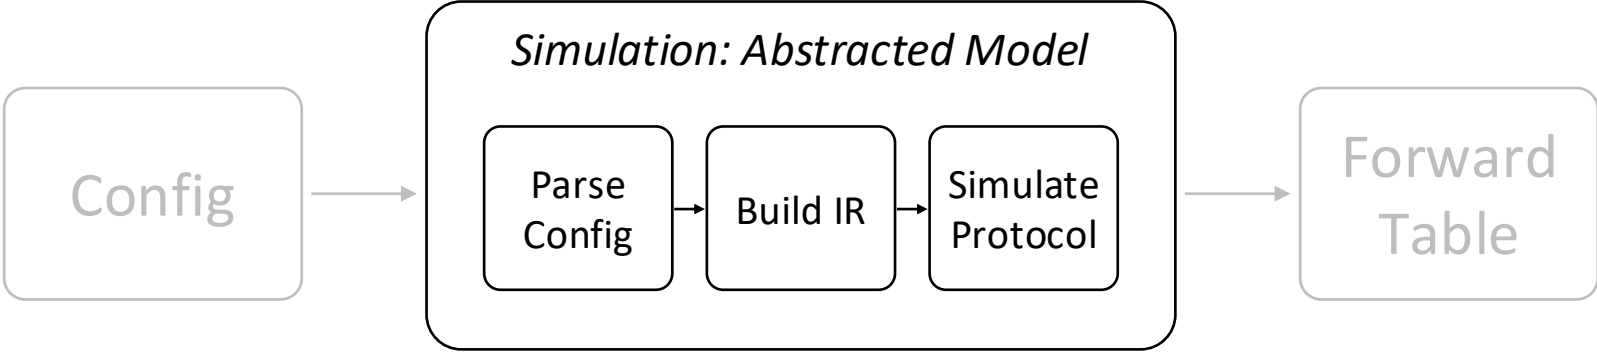 Simulation: Abstracted Model
Config
Parse
Config
Build IR
Simulate
Protocol
Forward
Table